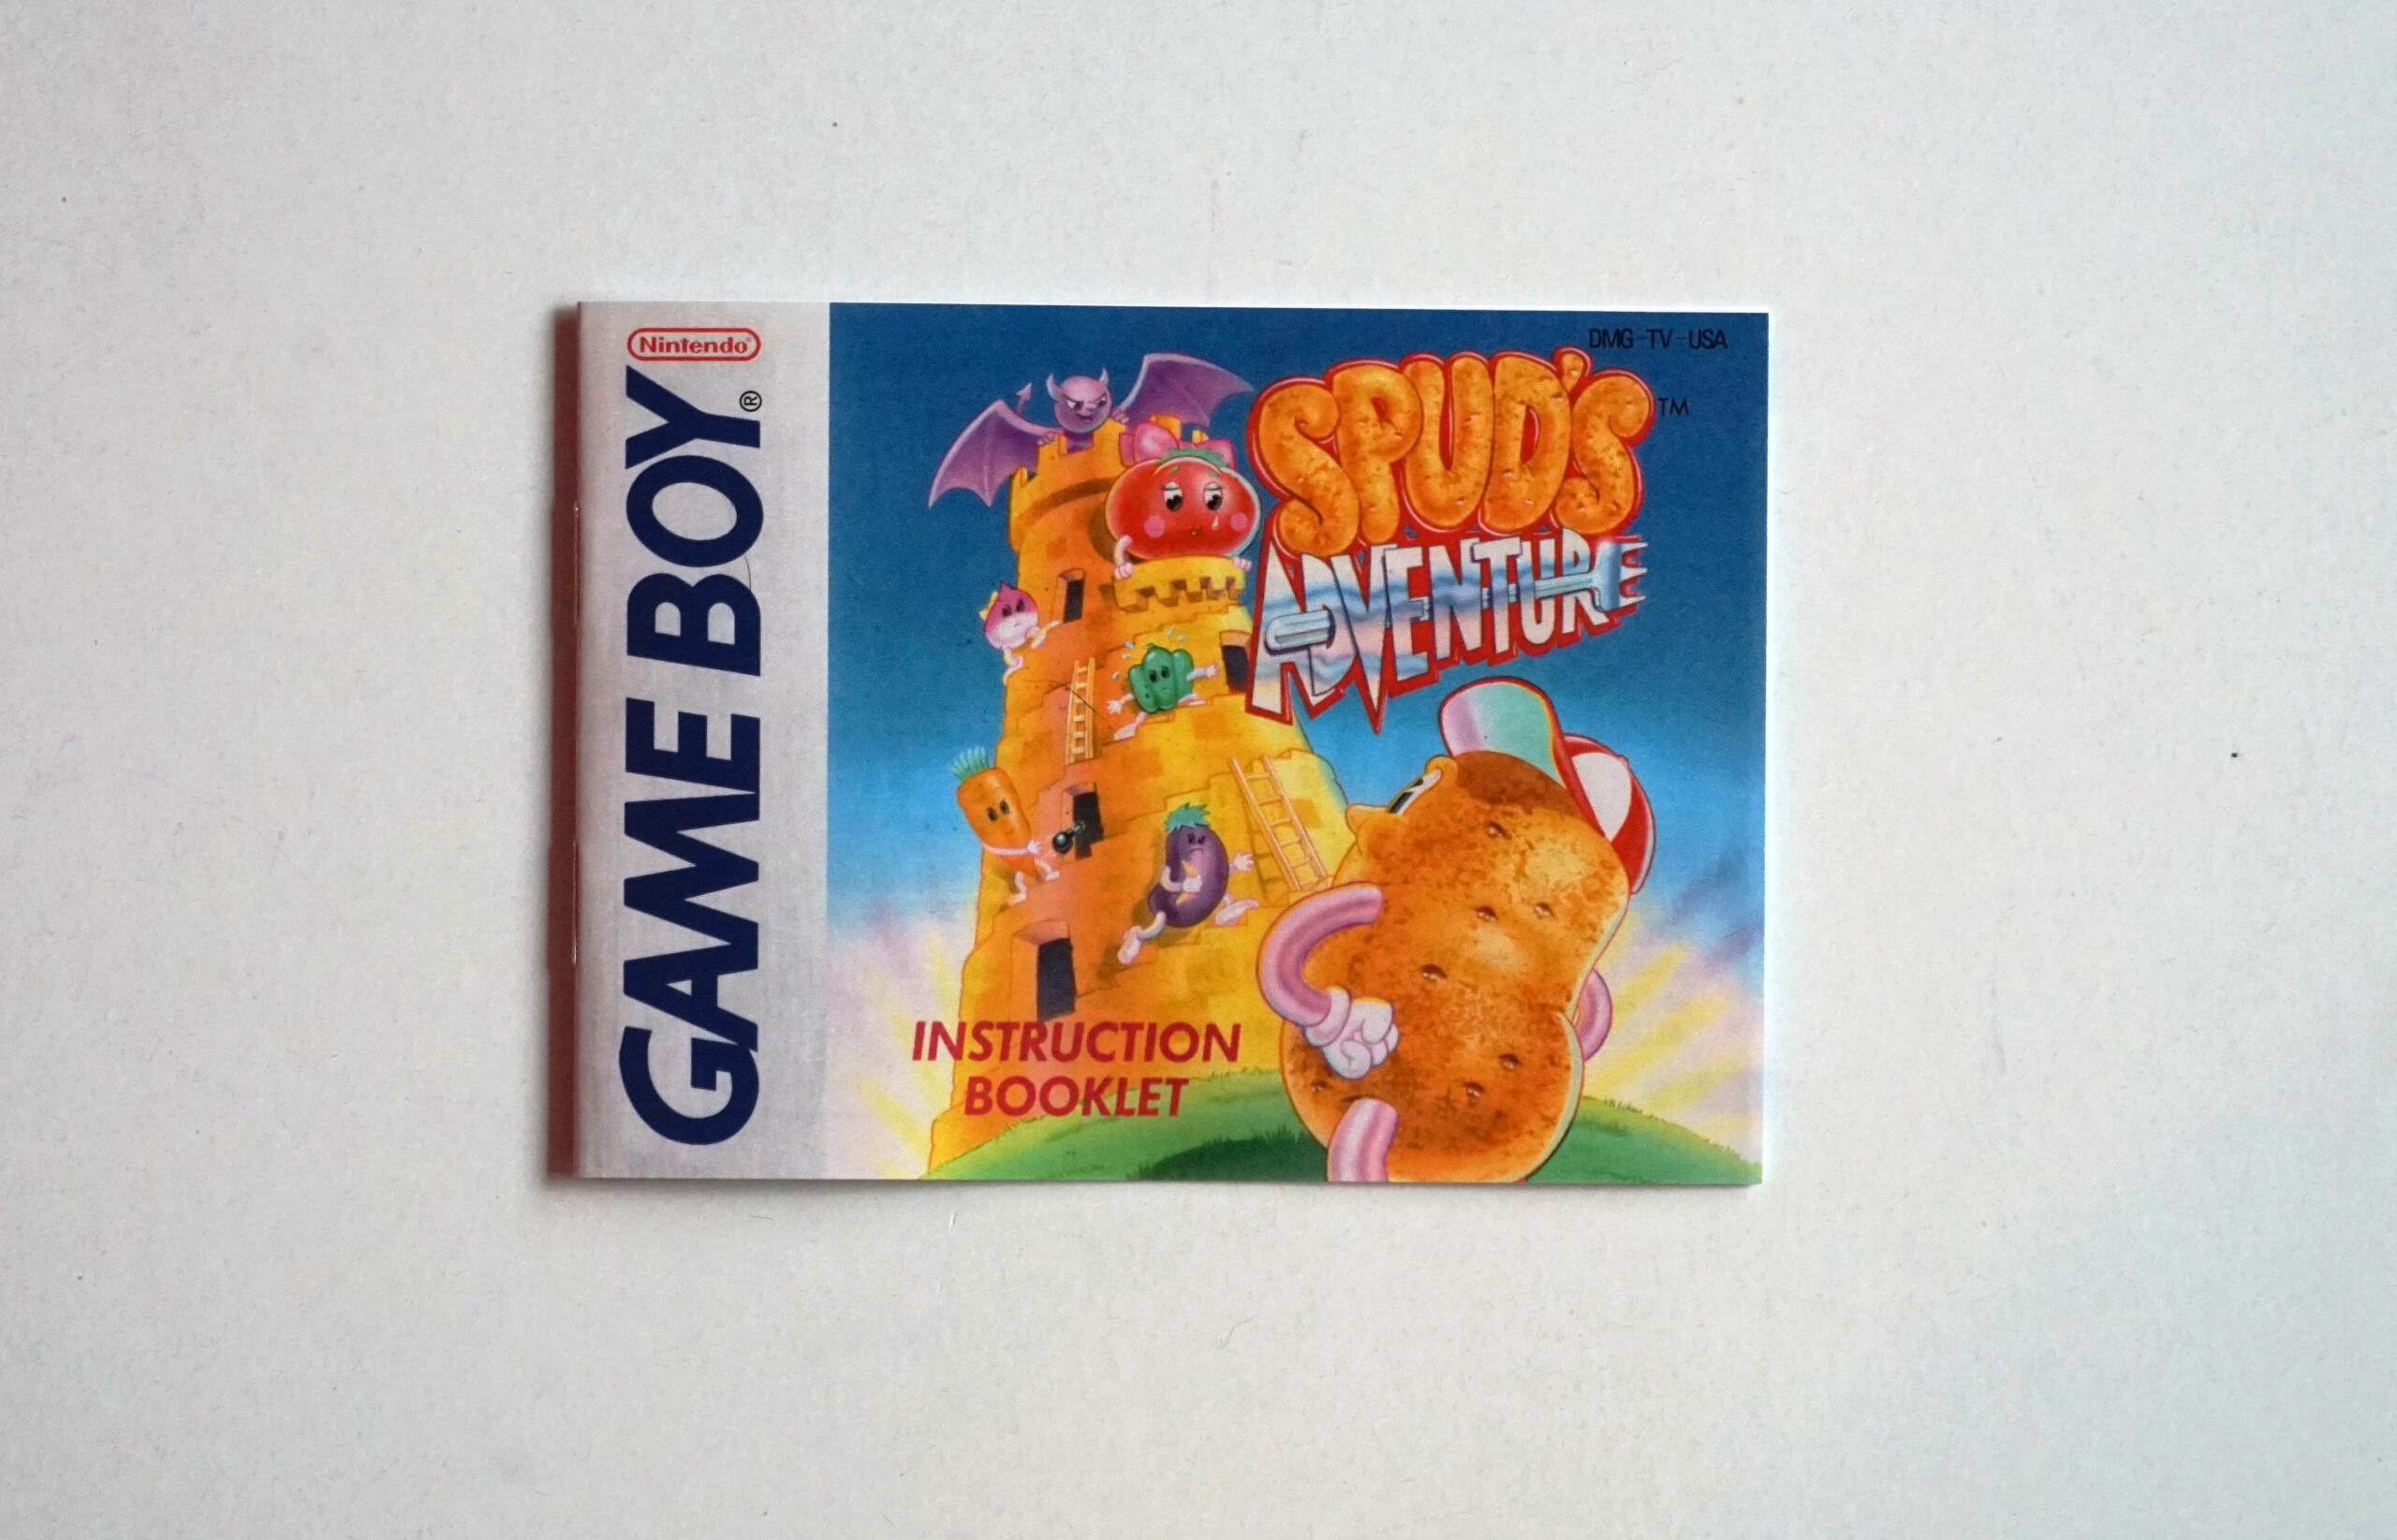 Nintendo®
GAME BOY®
DMG-TV-USA
SPUD'S™
ADVENTURE
INSTRUCTION
BOOKLET